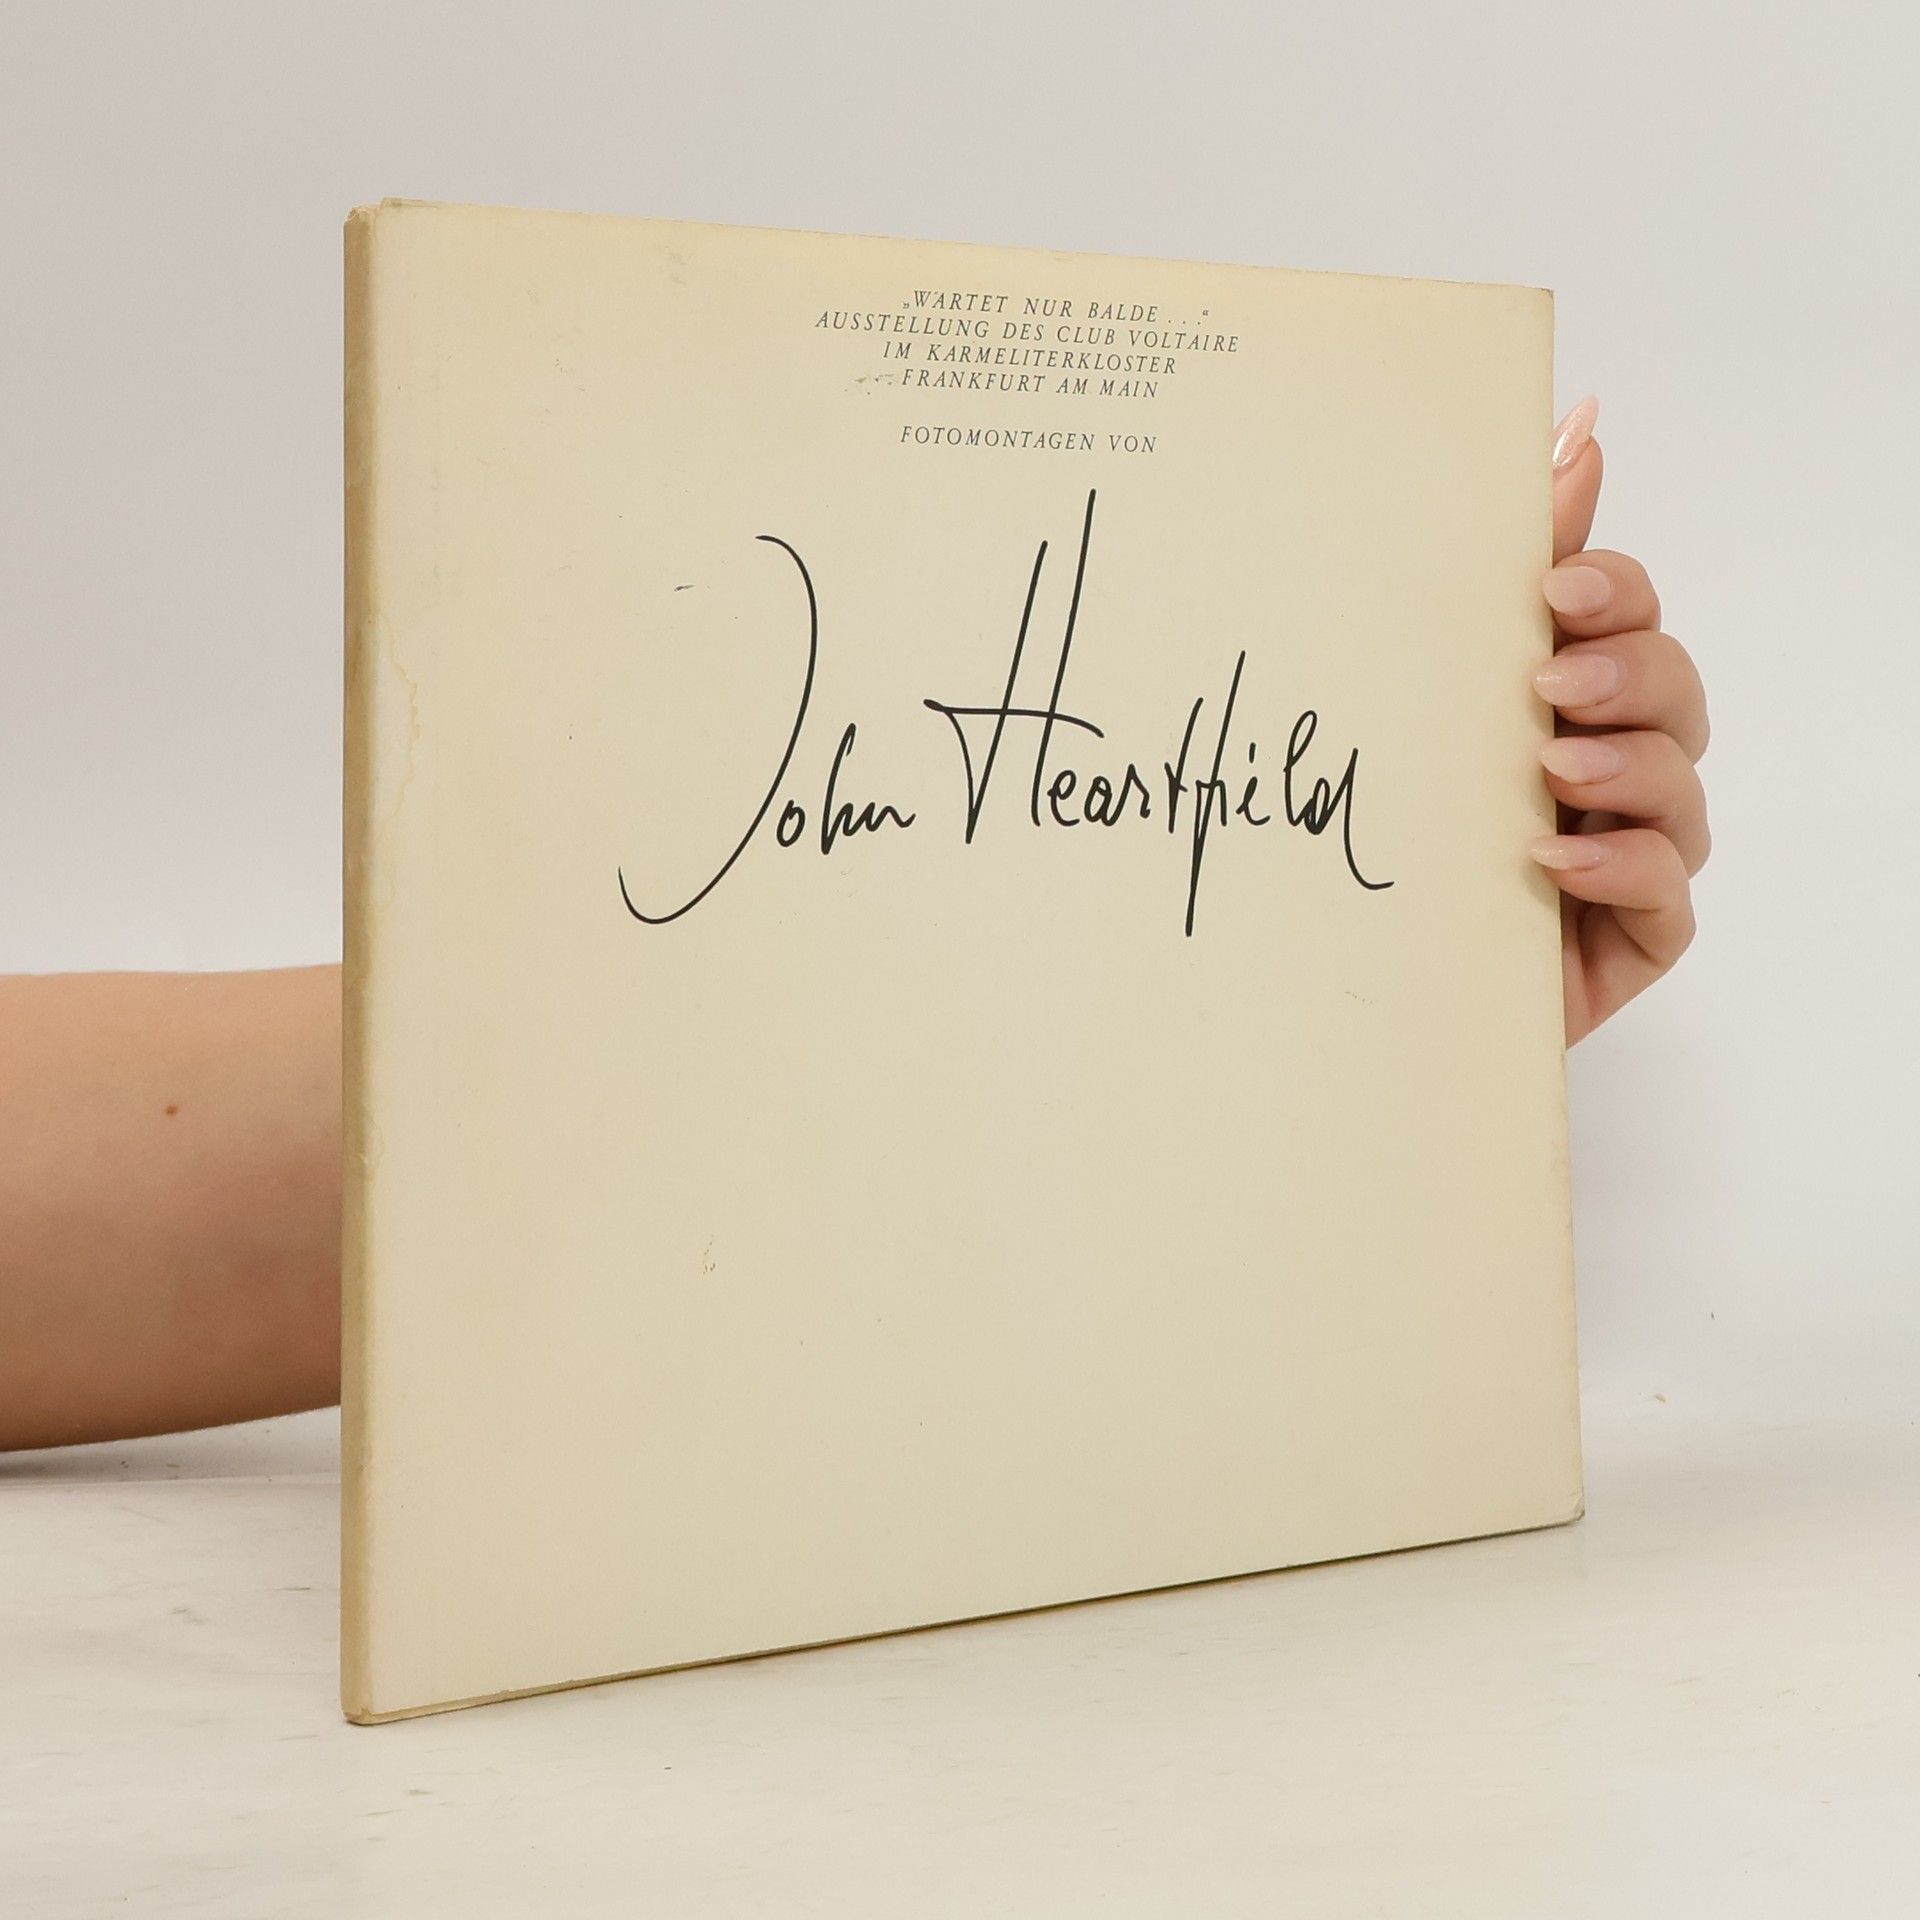 „WARTET NUR BALDE . . .“
AUSSTELLUNG DES CLUB VOLTAIRE
IM KARMELITERKLOSTER
FRANKFURT AM MAIN
FOTOMONTAGEN VON
John Heartfield